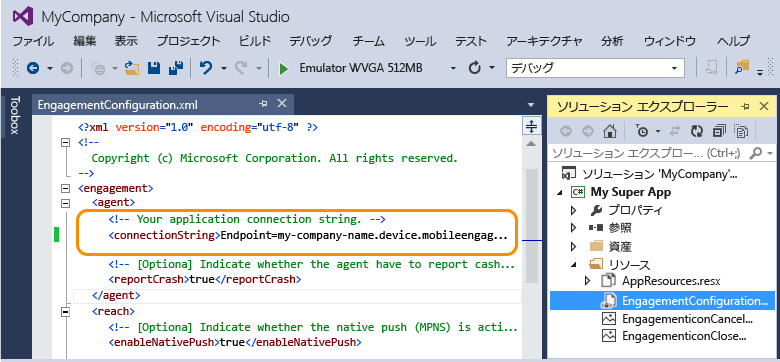 MyCompany - Microsoft Visual Studio
ファイル 編集 表示 プロジェクト ビルド デバッグ チーム ツール テスト アーキテクチャ 分析 ウィンドウ ヘルプ
Emulator WVGA 512MB デバッグ
Toolbox
EngagementConfiguration.xml
<?xml version="1.0" encoding="utf-8" ?>
<!--
Copyright (c) Microsoft Corporation. All rights reserved.
-->
<engagement>
<agent>
<!-- Your application connection string. -->
<connectionString>Endpoint=my-company-name.device.mobileengag...
<!-- [Optiona] Indicate whether the agent have to report cash...
<reportCrash>true</reportCrash>
</agent>
<reach>
<!-- [Optiona] Indicate whether the native push (MPNS) is acti...
<enableNativePush>true</enableNativePush>
ソリューション エクスプローラー
ソリューション エクスプロー... (Ctrl+;)
ソリューション 'MyCompany'...
C# My Super App
プロパティ
参照
資産
リソース
AppResources.resx
EngagementConfiguration...
EngagementiconCancel...
EngagementiconClose...